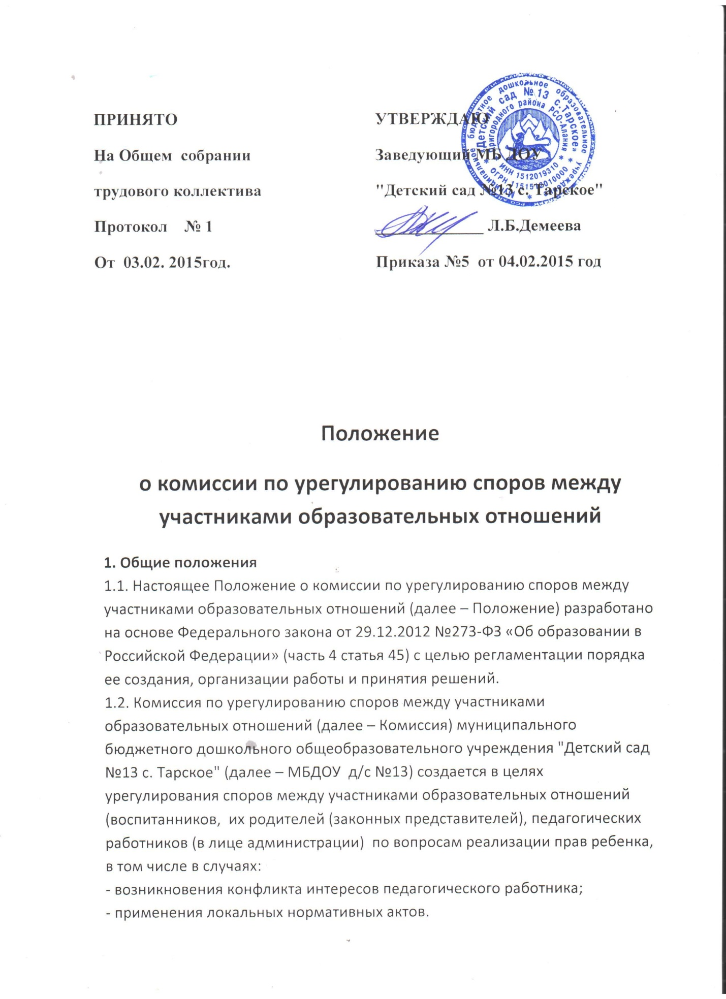 ПРИНЯТО
На Общем собрании
трудового коллектива
Протокол № 1
От 03.02. 2015год.
УТВЕРЖДАЮ
Заведующий МБ ДОУ
"Детский сад №13 с. Тарское"
Л.Б.Демеева
Приказа №5 от 04.02.2015 год
Муниципальное бюджетное дошкольное образовательное учреждение
«Детский сад № 13 с.Тарское»
Пригородного района РСО-Алания
ИНН 1512019310
ОГРН 1151512010000
Положение
о комиссии по урегулированию споров между
участниками образовательных отношений
1. Общие положения
1.1. Настоящее Положение о комиссии по урегулированию споров между
участниками образовательных отношений (далее – Положение) разработано
на основе Федерального закона от 29.12.2012 №273-ФЗ «Об образовании в
Российской Федерации» (часть 4 статья 45) с целью регламентации порядка
ее создания, организации работы и принятия решений.
1.2. Комиссия по урегулированию споров между участниками
образовательных отношений (далее – Комиссия) муниципального
бюджетного дошкольного общеобразовательного учреждения "Детский сад
№13 с. Тарское" (далее – МБДОУ д/с №13) создается в целях
урегулирования споров между участниками образовательных отношений
(воспитанников, их родителей (законных представителей), педагогических
работников (в лице администрации) по вопросам реализации прав ребенка,
в том числе в случаях:
- возникновения конфликта интересов педагогического работника;
- применения локальных нормативных актов.